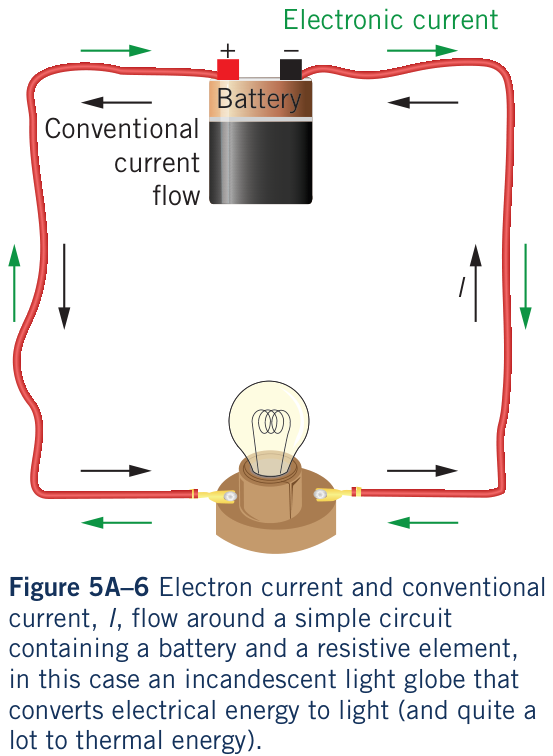 Electronic current
+ −
Battery
Conventional
current
flow
I
Figure 5A–6 Electron current and conventional
current, I, flow around a simple circuit
containing a battery and a resistive element,
in this case an incandescent light globe that
converts electrical energy to light (and quite a
lot to thermal energy).